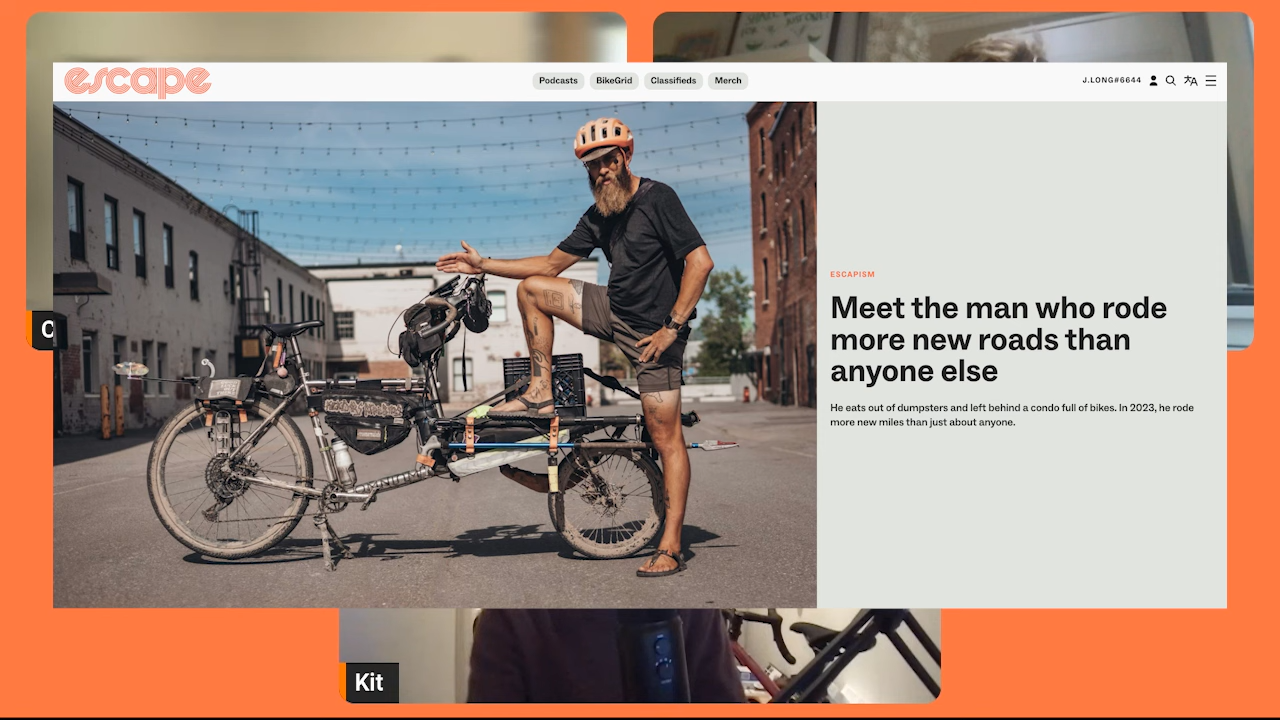 escape
Podcasts BikeGrid Classifieds Merch
J.LONG#6644
ESCAPISM
Meet the man who rode
more new roads than
anyone else
He eats out of dumpsters and left behind a condo full of bikes. In 2023, he rode
more new miles than just about anyone.
Kit